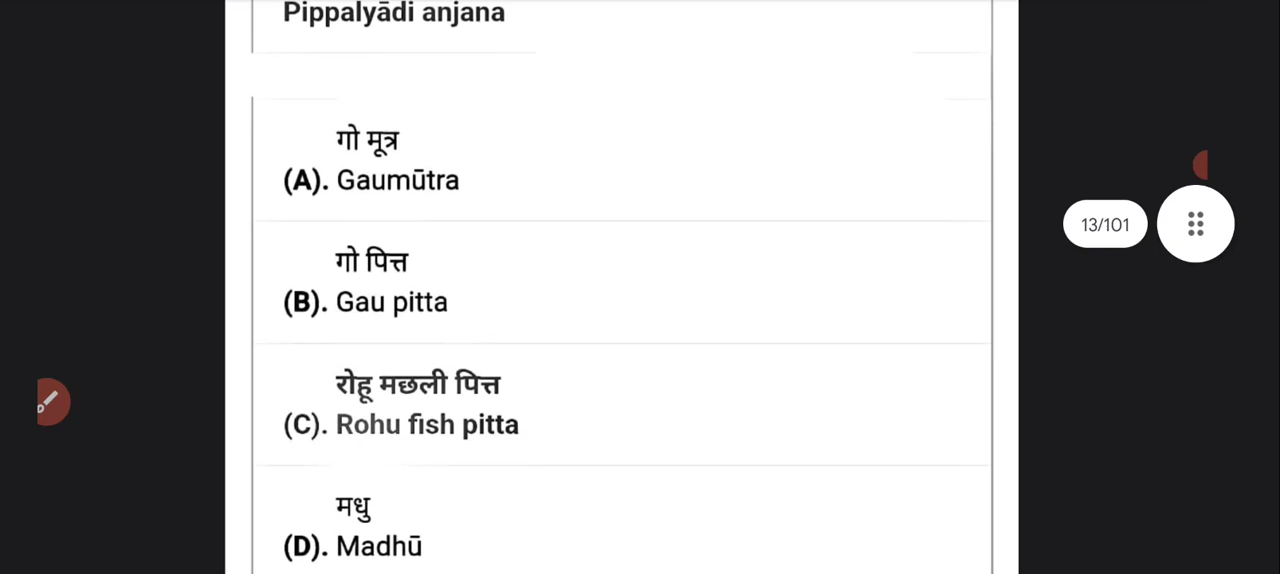 Pippalyādi anjana
गो मूत्र
(A). Gaumūtra
गो पित्त
(B). Gau pitta
रोहू मछली पित्त
(C). Rohu fish pitta
मधु
(D). Madhū
13/101